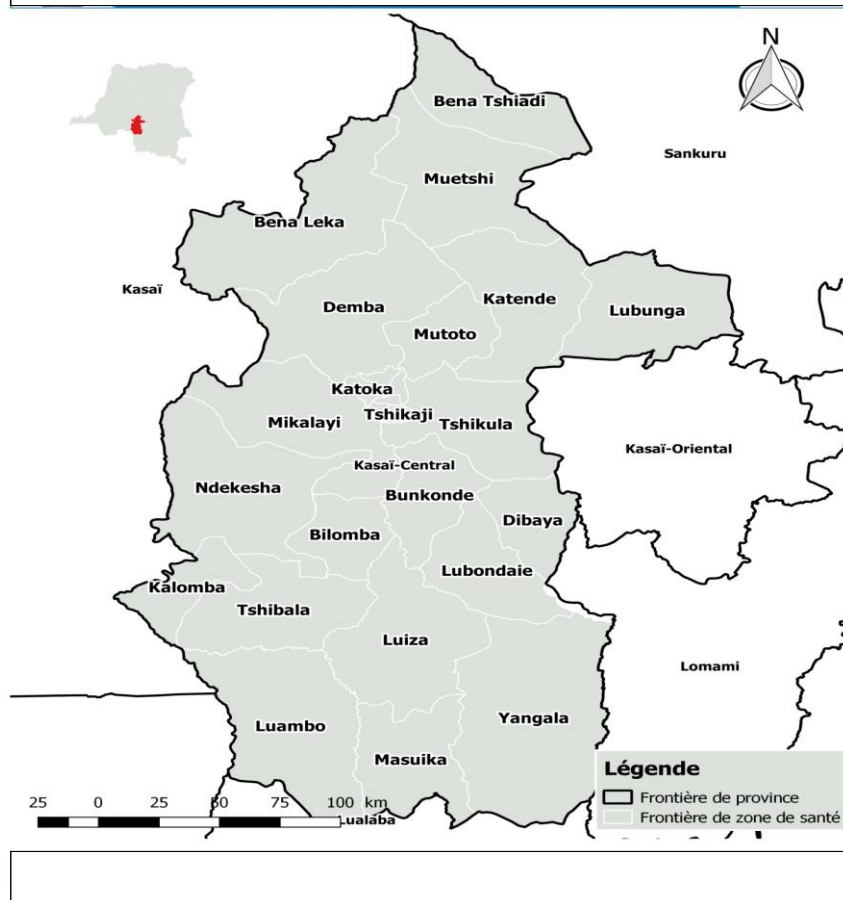 N
Bena Tshiadi
Sankuru
Muetshi
Bena Leka
Kasaï
Katende
Demba
Lubunga
Mutoto
Katoka
Tshikaji
Mikalayi
Tshikula
Kasaï-Oriental
Kasaï-Central
Ndekesha
Bunkonde
Dibaya
Bilomba
Lubondaie
Kalomba
Tshibala
Luiza
Lomami
Yangala
Luambo
Masuika
Légende
Frontière de province
Frontière de zone de santé
25 0 25 50 75 100 km
Lualaba